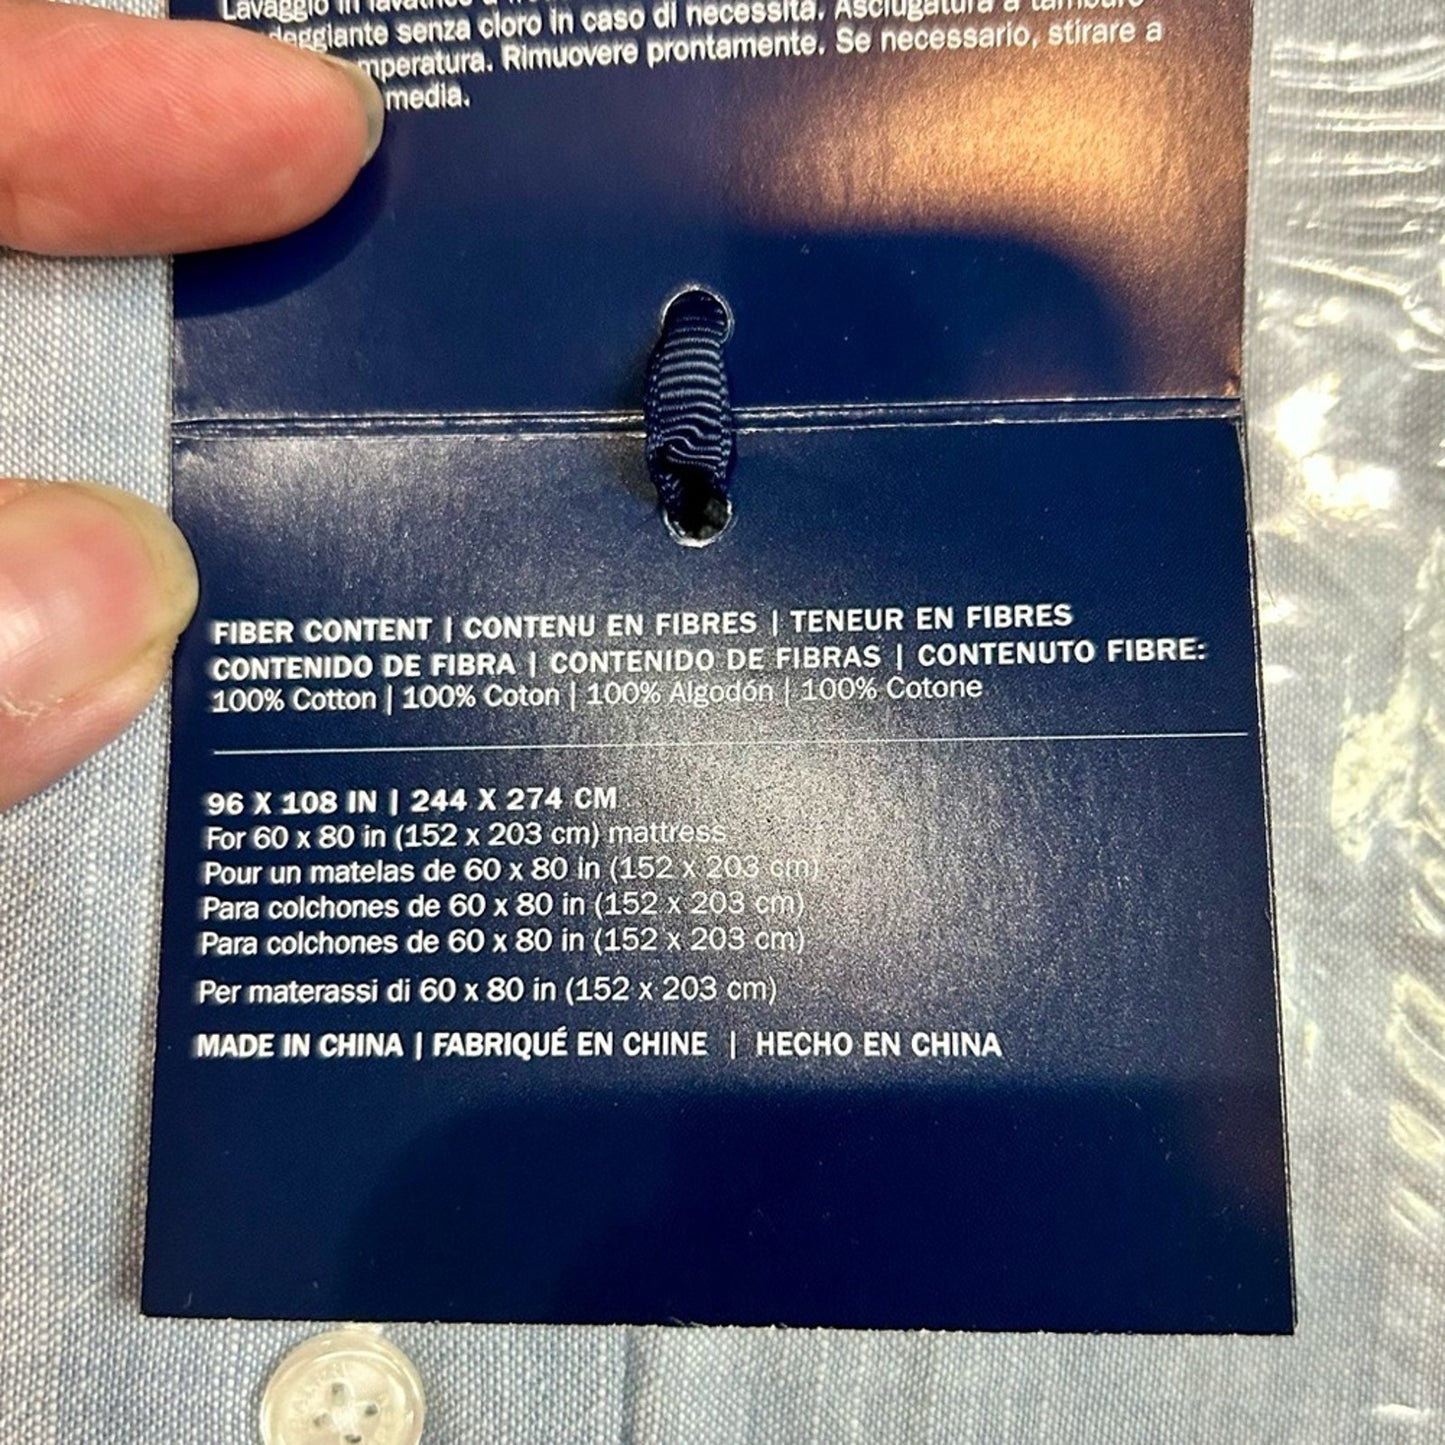 Lavaggio in lavatrice a
senza cloro in caso di necessità. Asciugatura a tamburo
Rimuovere prontamente. Se necessario, stirare a
media.
FIBER CONTENT | CONTENU EN FIBRES | TENEUR EN FIBRES
CONTENIDO DE FIBRA | CONTENIDO DE FIBRAS | CONTENUTO FIBRE:
100% Cotton | 100% Coton | 100% Algodón | 100% Cotone
96 X 108 IN | 244 X 274 CM
For 60 x 80 in (152 x 203 cm) mattress
Pour un matelas de 60 x 80 in (152 x 203 cm)
Para colchones de 60 x 80 in (152 x 203 cm)
Para colchones de 60 x 80 in (152 x 203 cm)
Per materassi di 60 x 80 in (152 x 203 cm)
MADE IN CHINA | FABRIQUÉ EN CHINE | HECHO EN CHINA